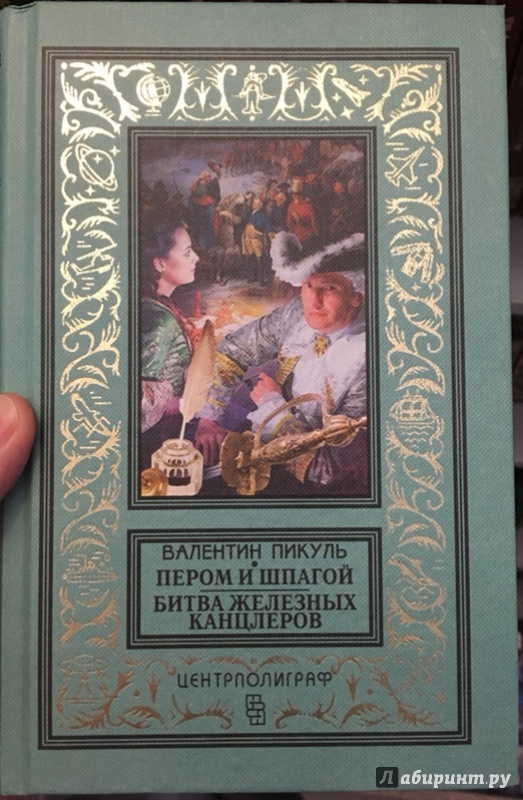 ВАЛЕНТИН ПИКУЛЬ
ПЕРОМ И ШПАГОЙ
БИТВА ЖЕЛЕЗНЫХ
КАНЦЛЕРОВ
ЦЕНТРПОЛИГРАФ
Лабиринт.ру